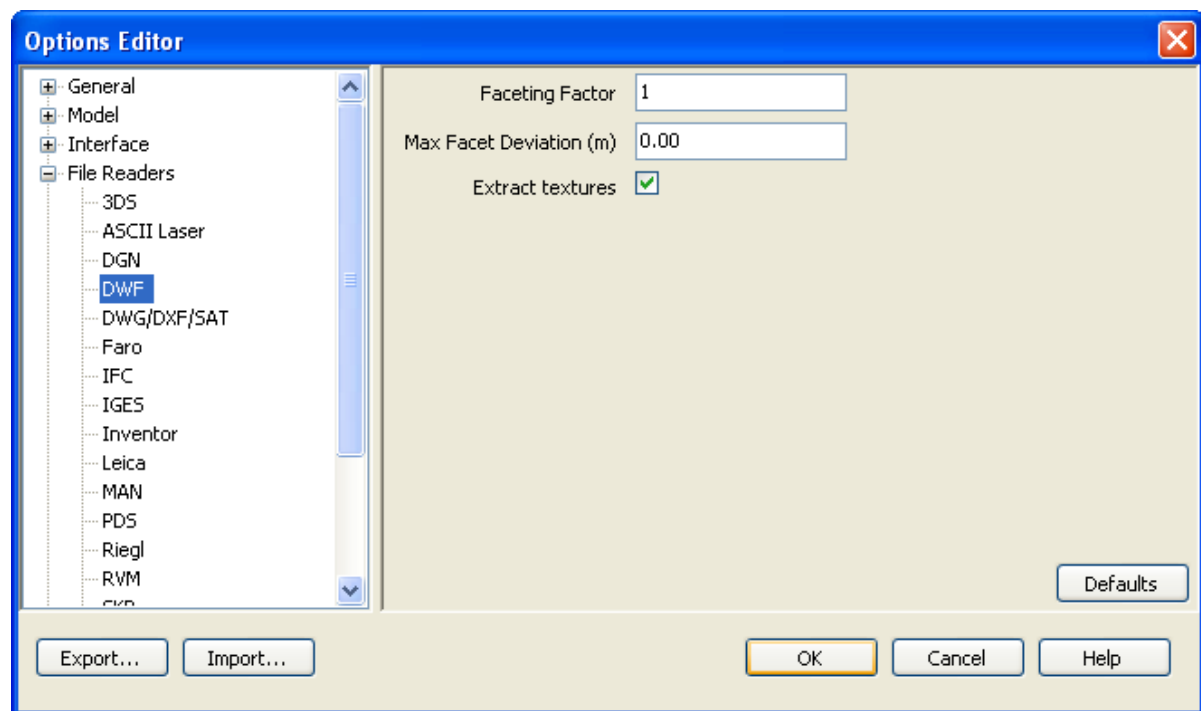 Options Editor
General
Model
Interface
File Readers
3DS
ASCII Laser
DGN
DWF
DWG/DXF/SAT
Faro
IFC
IGES
Inventor
Leica
MAN
PDS
Riegl
RVM
Faceting Factor 1
Max Facet Deviation (m) 0.00
Extract textures
Defaults
Export... Import... OK Cancel Help